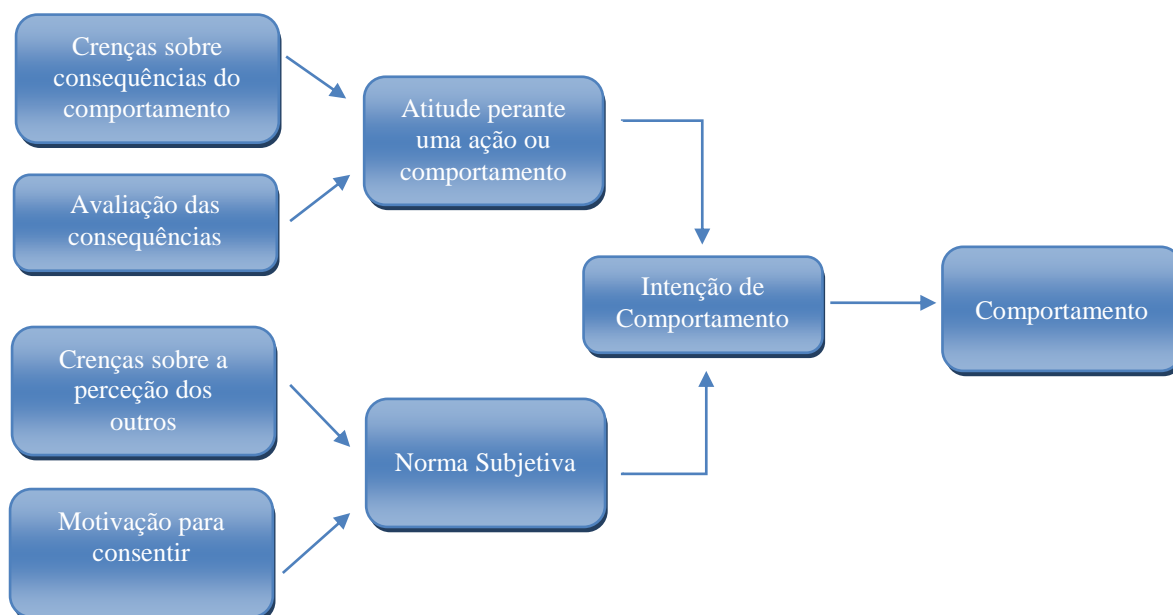 Crenças sobre
consequências do
comportamento
Avaliação das
consequências
Atitude perante
uma ação ou
comportamento
Crenças sobre a
perceção dos
outros
Motivação para
consentir
Norma Subjetiva
Intenção de
Comportamento
Comportamento